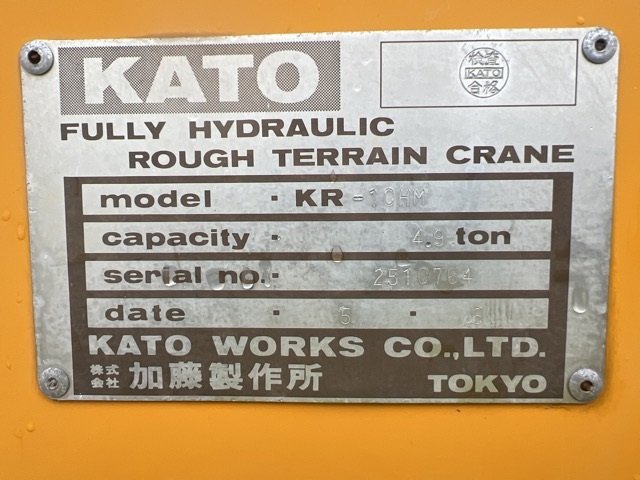 KATO
検査
KATO
合格
FULLY HYDRAULIC
ROUGH TERRAIN CRANE
model · KR -10HM
capacity · 4.9 ton
serial no. · 2510764
date · 5 ·
KATO WORKS CO.,LTD.
株式会社 加藤製作所 TOKYO